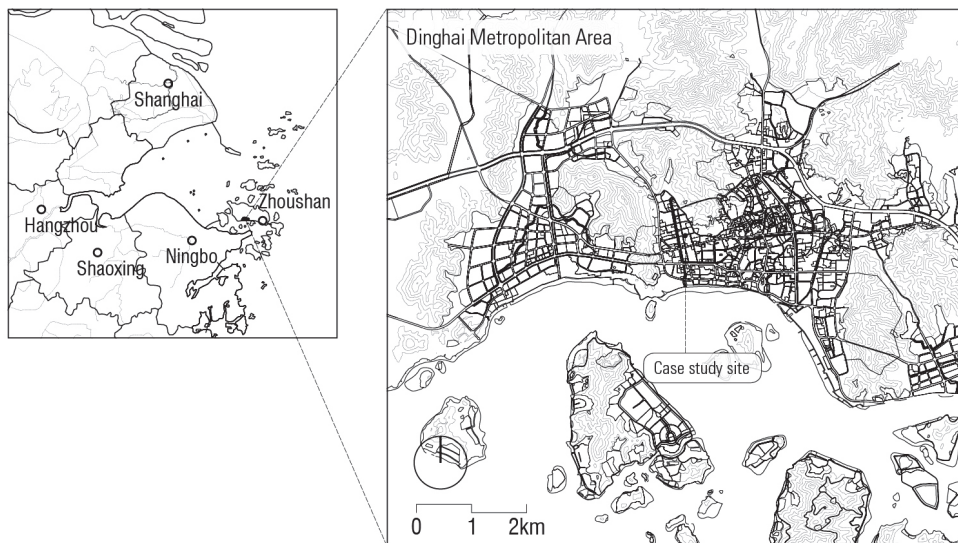 Shanghai
Zhoushan
Hangzhou
Ningbo
Shaoxing
Dinghai Metropolitan Area
Case study site
0 1 2km